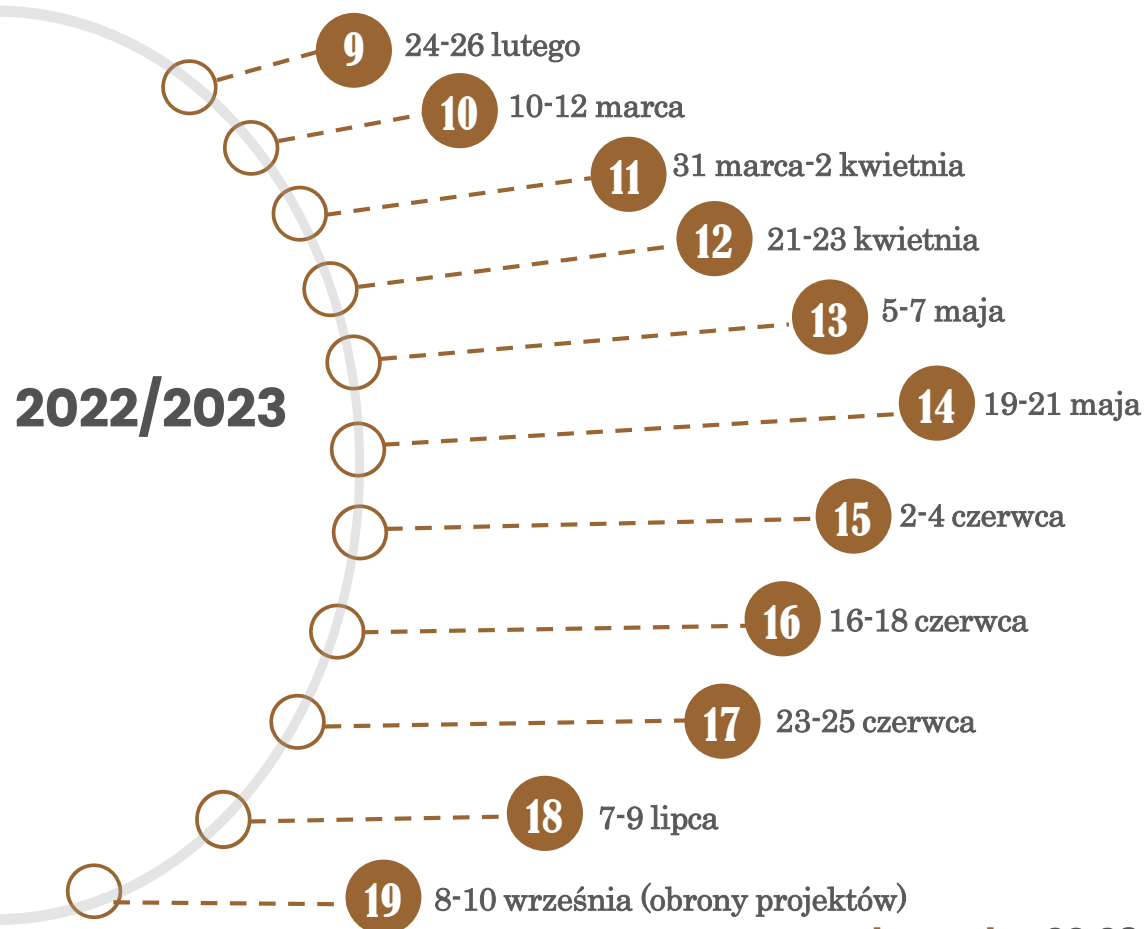 9 24-26 lutego
10 10-12 marca
11 31 marca-2 kwietnia
12 21-23 kwietnia
13 5-7 maja
2022/2023
14 19-21 maja
15 2-4 czerwca
16 16-18 czerwca
17 23-25 czerwca
18 7-9 lipca
19 8-10 września (obrony projektów)